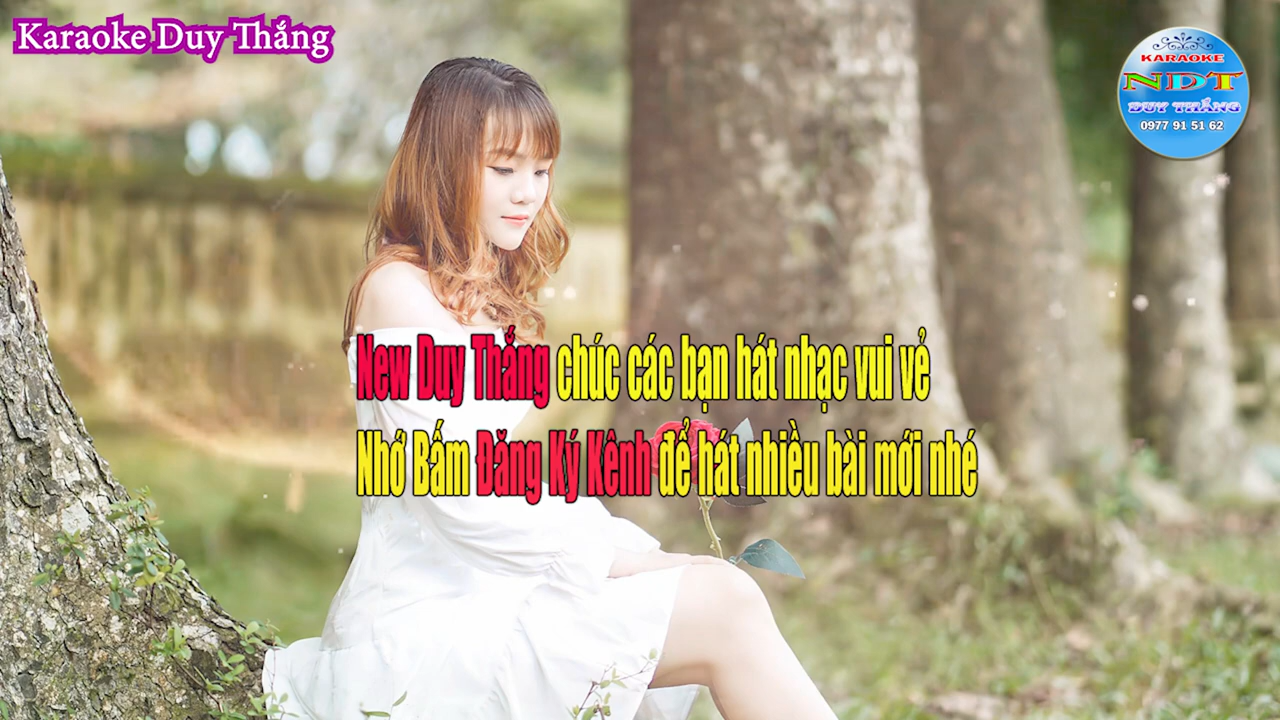 Karaoke Duy Thắng
KARAOKE
NDT
DUY THẮNG
0977 91 51 62
New Duy Thắng chúc các bạn hát nhạc vui vẻ
Nhớ Bấm Đăng Ký Kênh để hát nhiều bài mới nhé